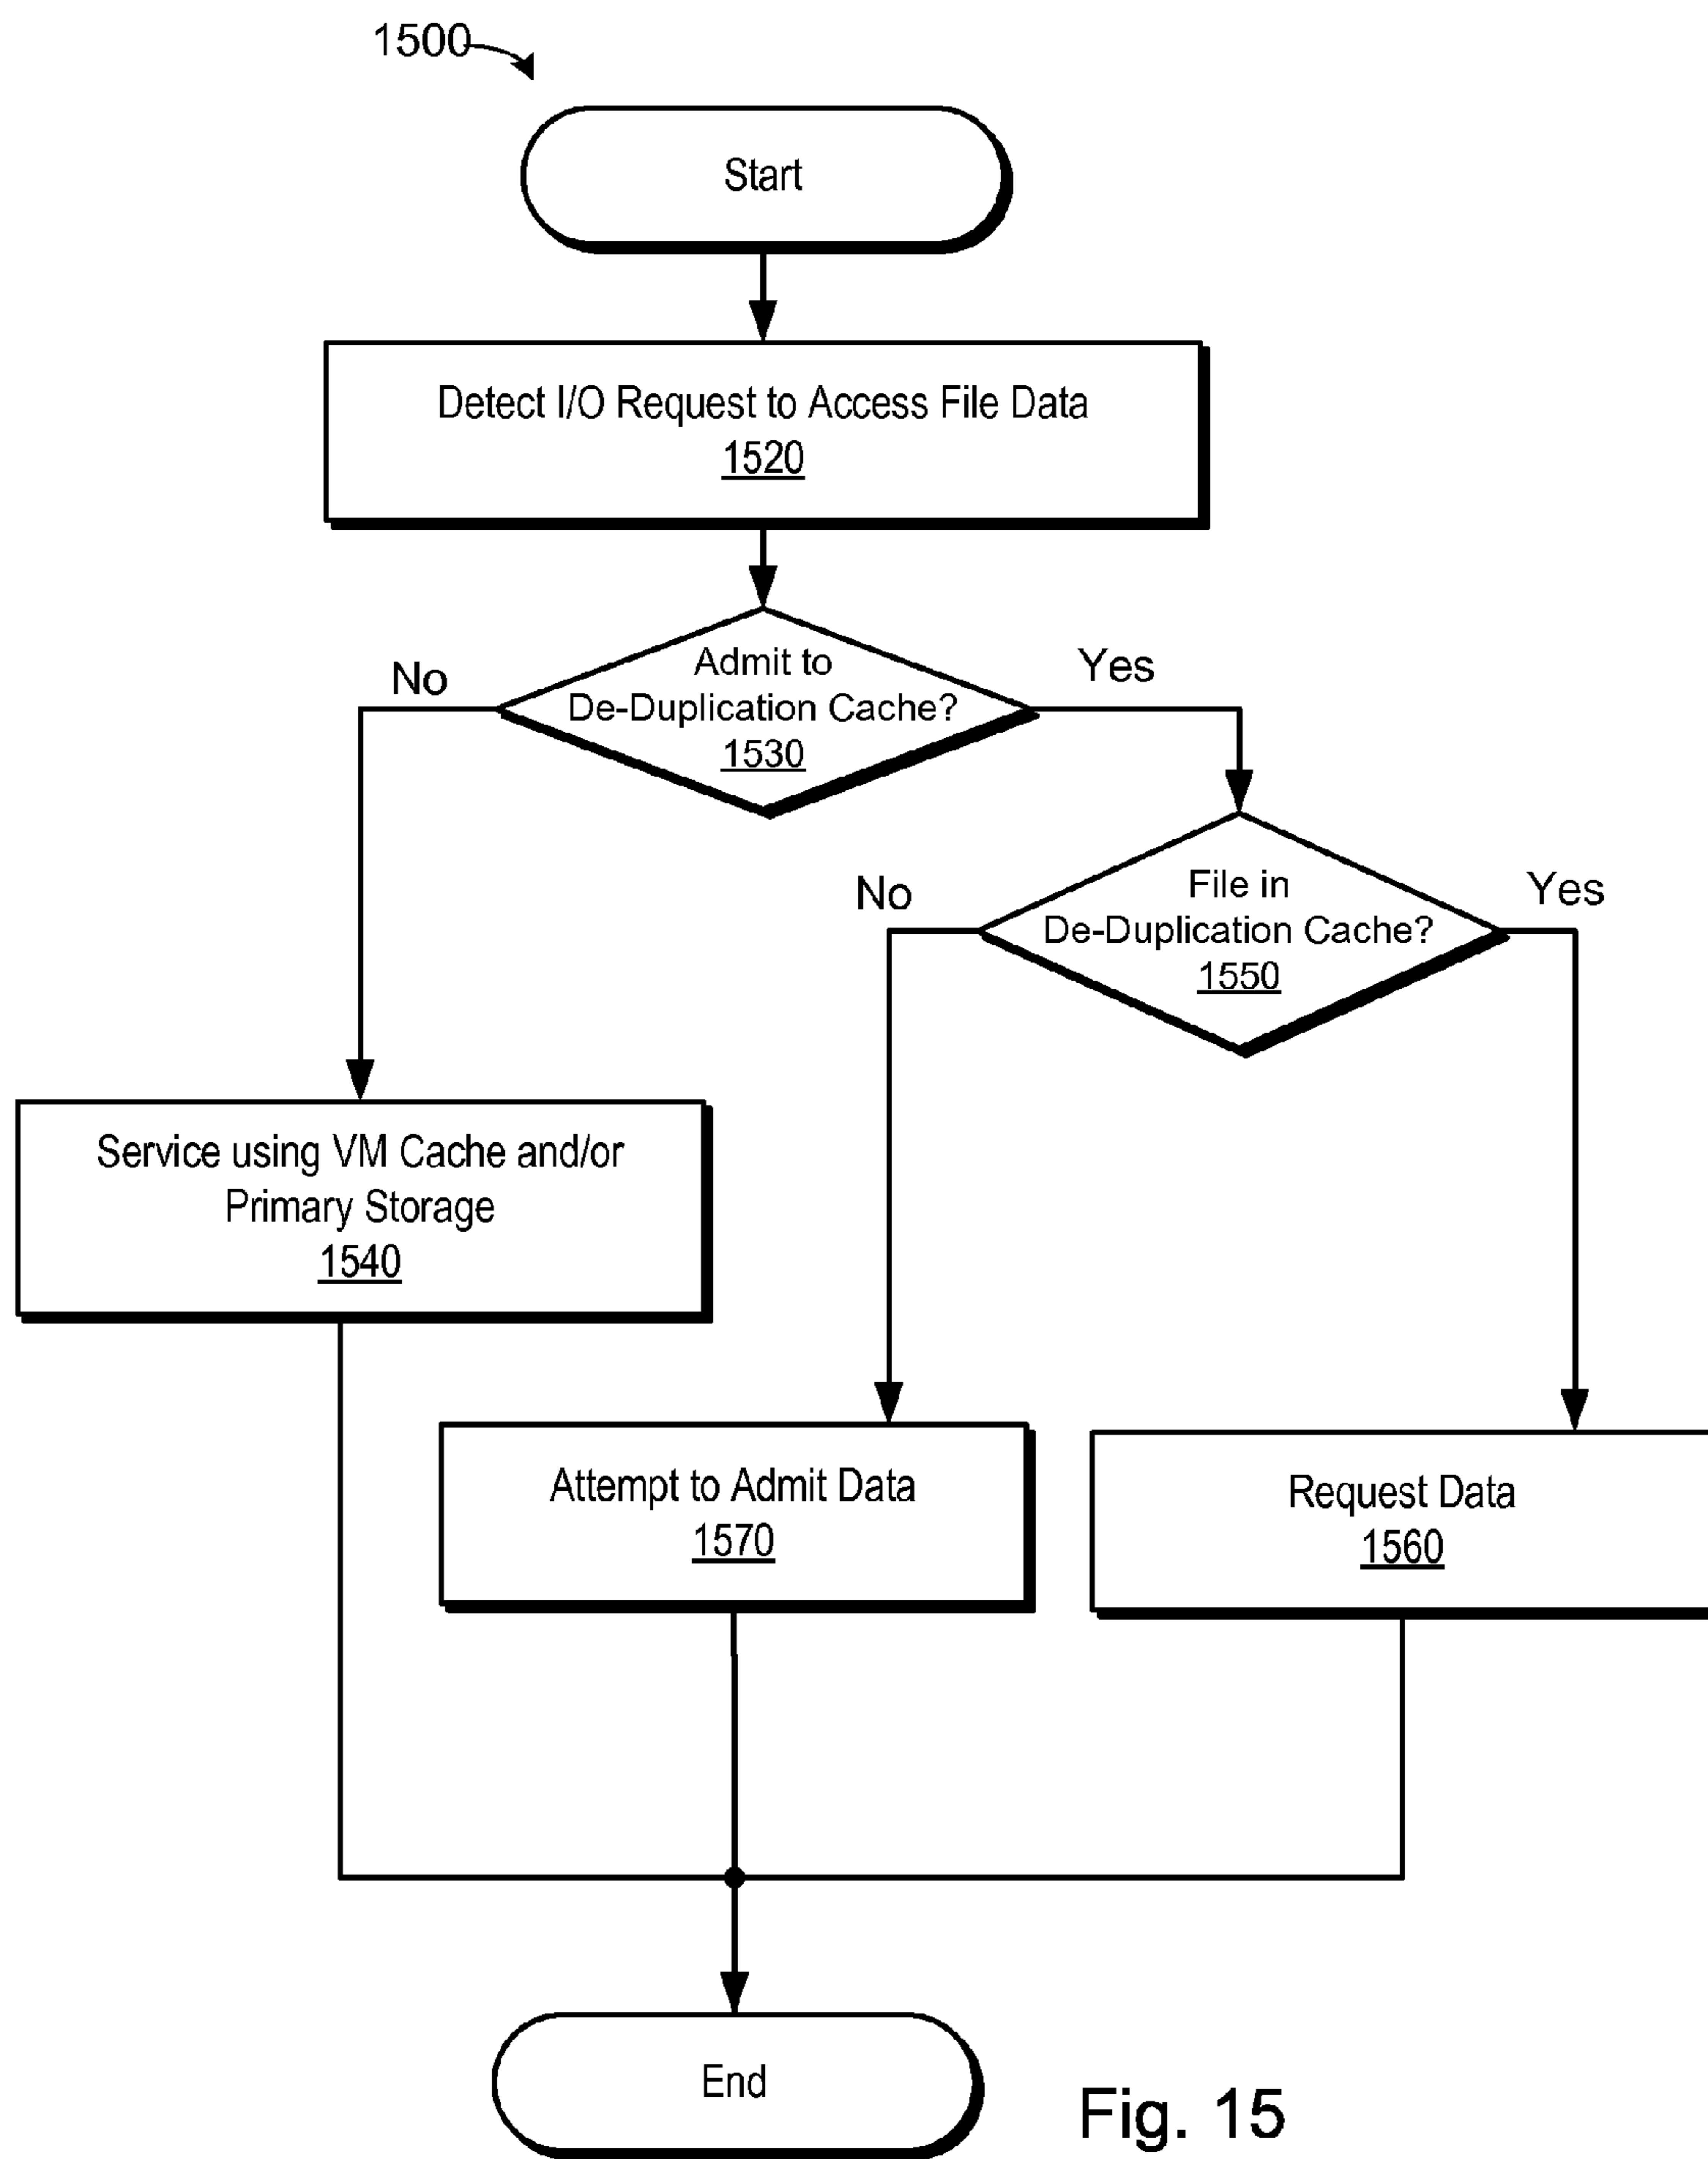 1500
Start
Detect I/O Request to Access File Data
1520
Admit to
De-Duplication Cache?
1530
No
Yes
File in
De-Duplication Cache?
1550
No
Yes
Service using VM Cache and/or
Primary Storage
1540
Attempt to Admit Data
1570
Request Data
1560
End
Fig. 15